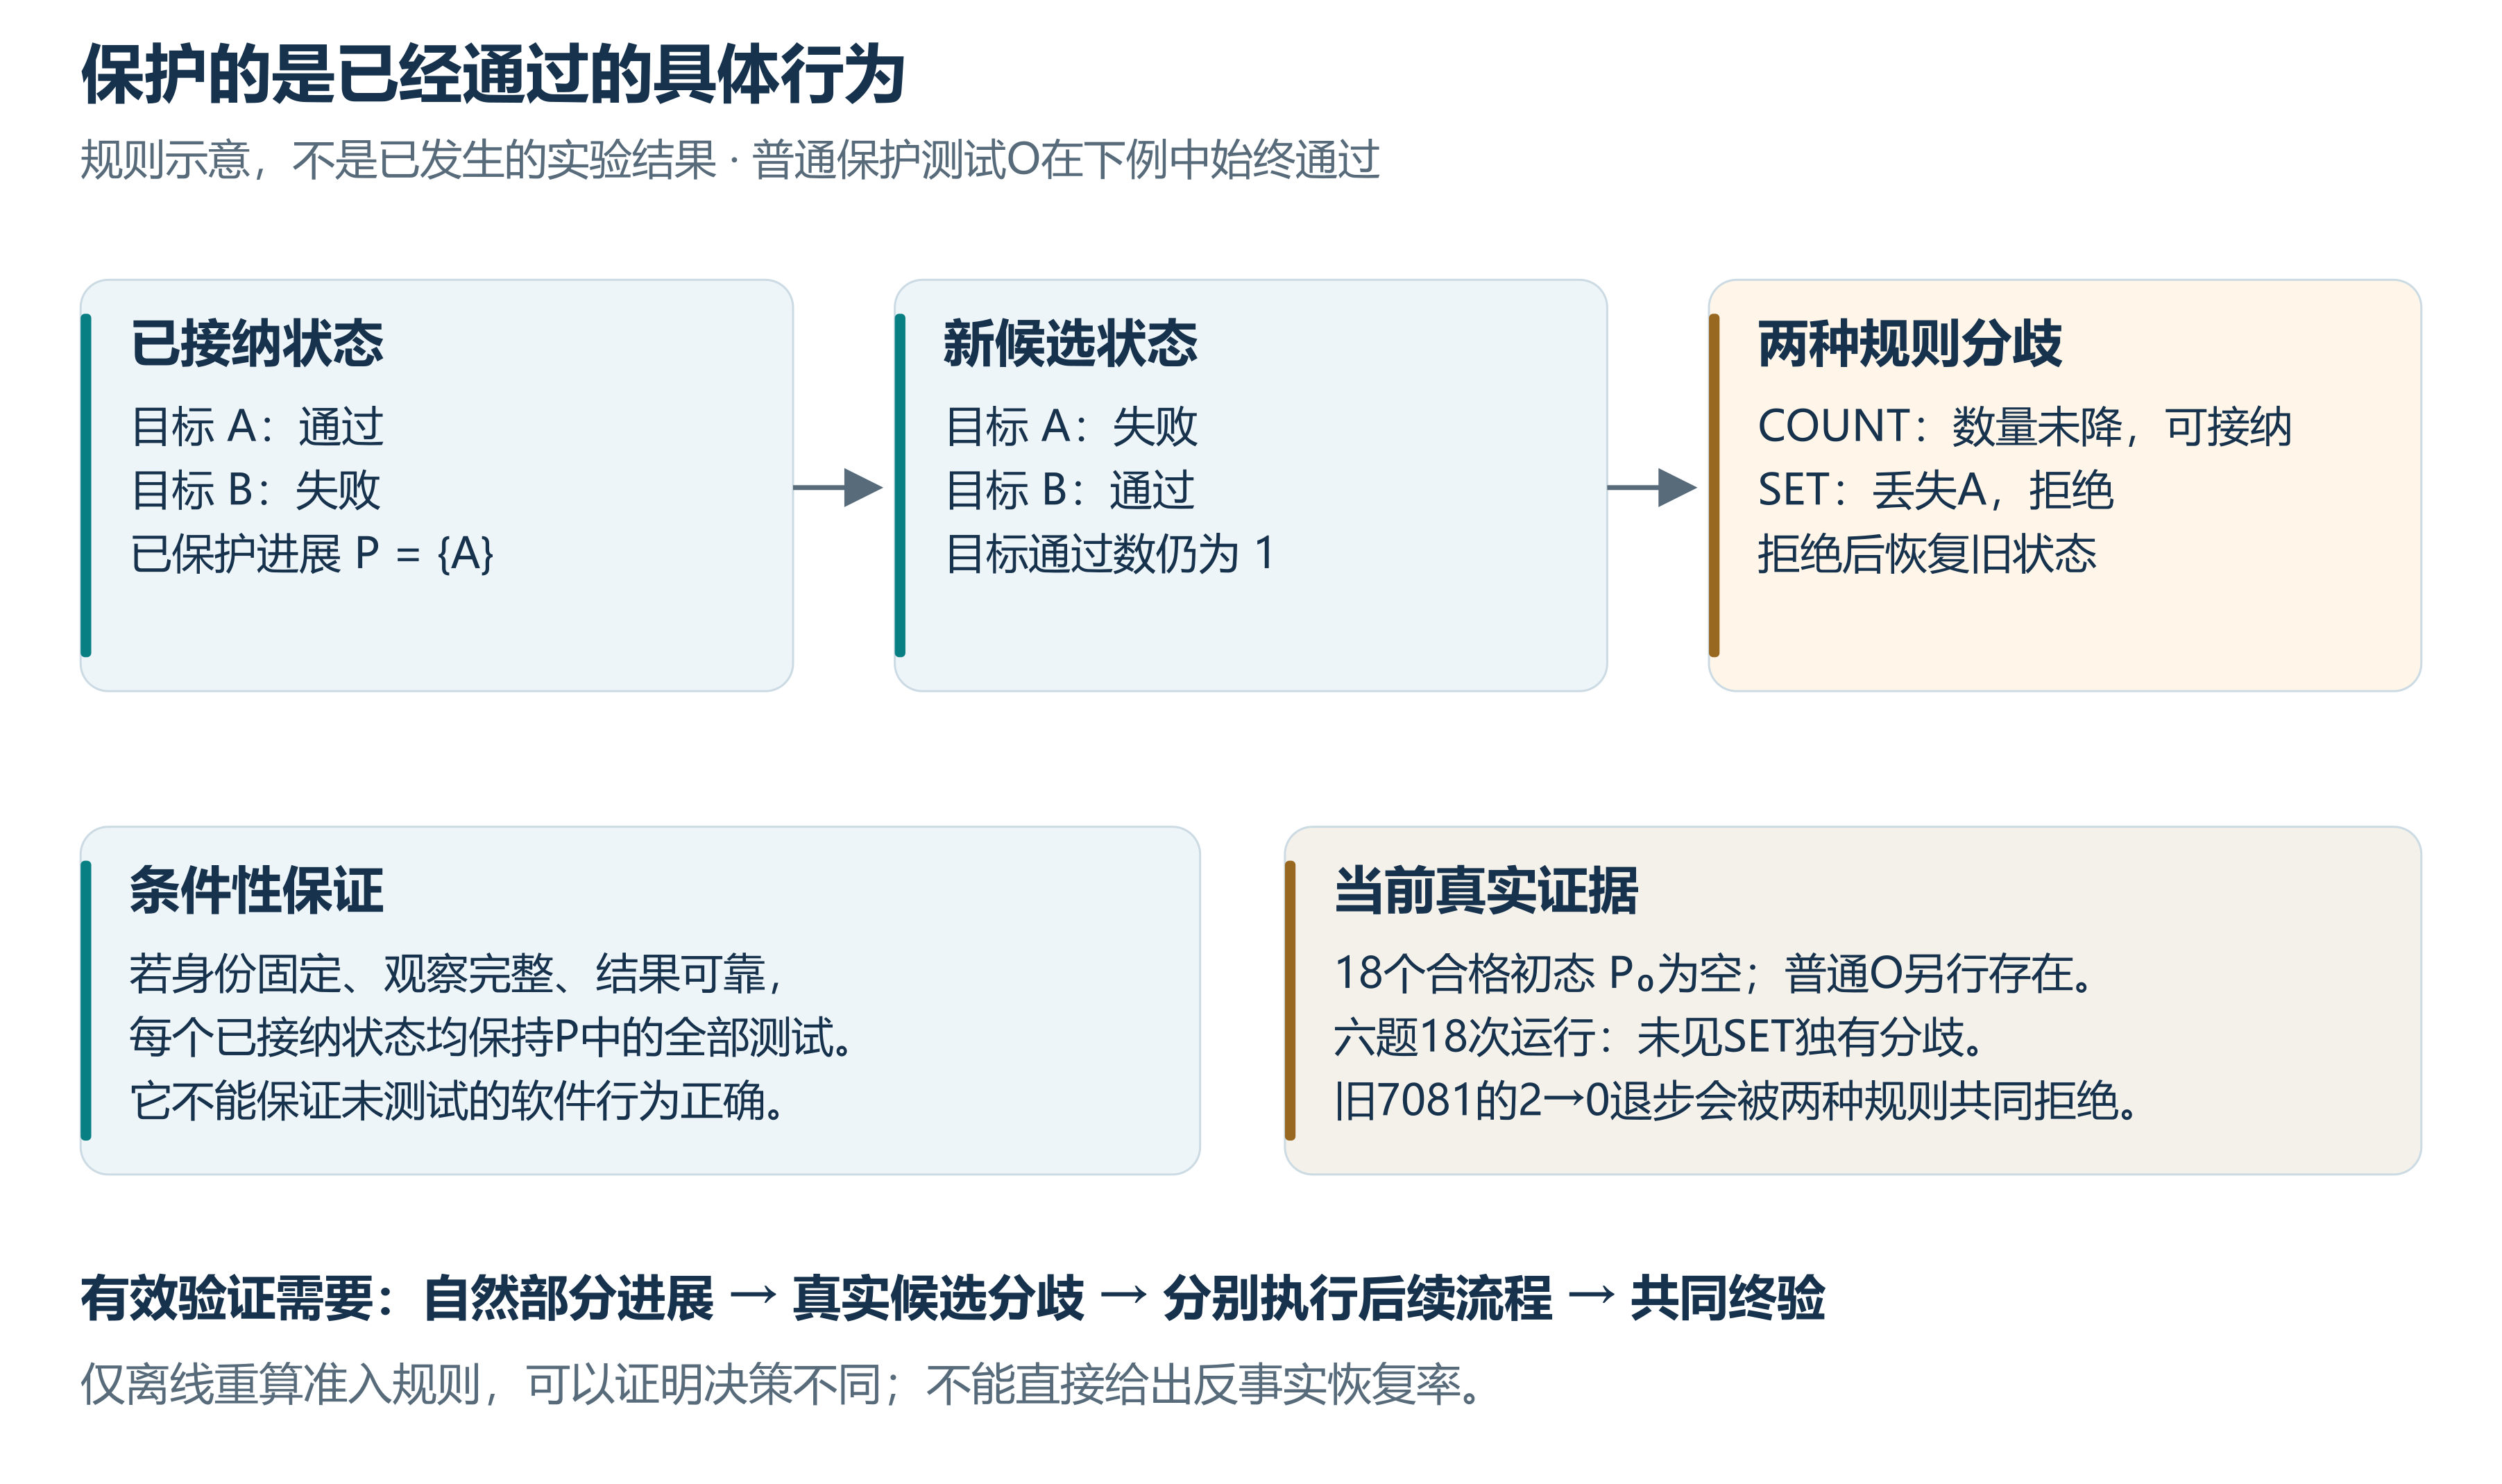 保护的是已经通过的具体行为
规则示意，不是已发生的实验结果 · 普通保护测试O在下例中始终通过
已接纳状态
目标 A：通过
目标 B：失败
已保护进展 P = {A}
新候选状态
目标 A：失败
目标 B：通过
目标通过数仍为 1
两种规则分歧
COUNT：数量未降，可接纳
SET：丢失A，拒绝
拒绝后恢复旧状态
条件性保证
若身份固定、观察完整、结果可靠，
每个已接纳状态均保持P中的全部测试。
它不能保证未测试的软件行为正确。
当前真实证据
18个合格初态 P₀为空；普通O另行存在。
六题18次运行：未见SET独有分歧。
旧7081的2→0退步会被两种规则共同拒绝。
有效验证需要：自然部分进展 → 真实候选分歧 → 分别执行后续流程 → 共同终验
仅离线重算准入规则，可以证明决策不同；不能直接给出反事实恢复率。